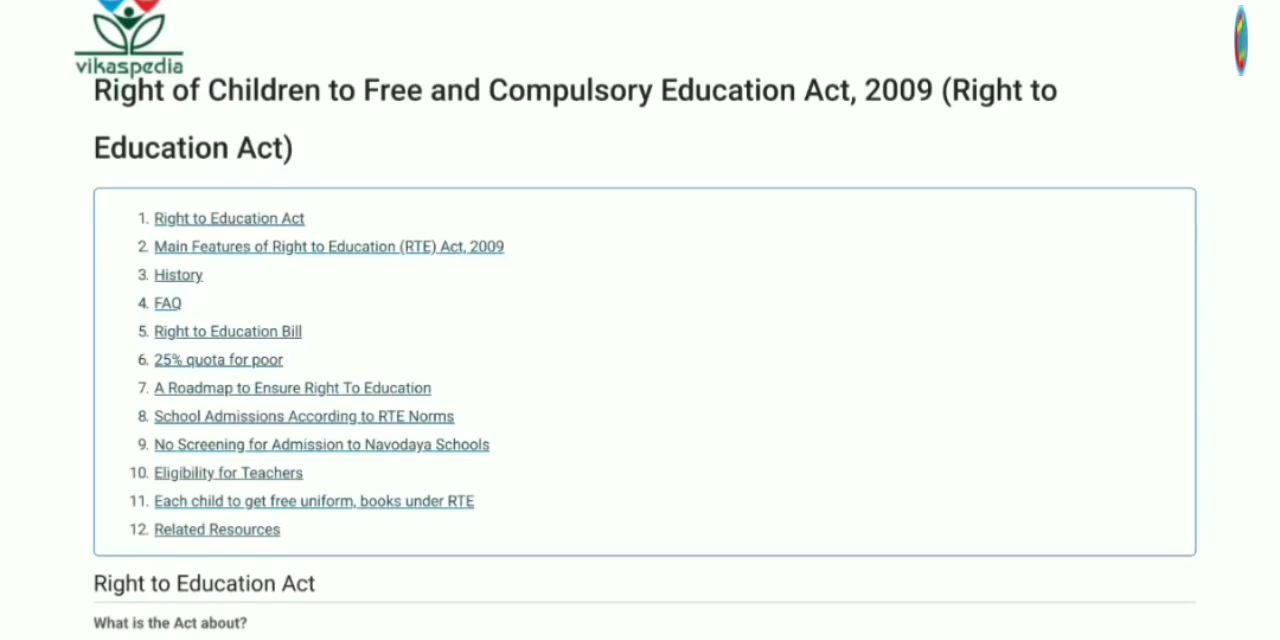 vikaspedia
Right of Children to Free and Compulsory Education Act, 2009 (Right to
Education Act)
1. Right to Education Act
2. Main Features of Right to Education (RTE) Act, 2009
3. History
4. FAQ
5. Right to Education Bill
6. 25% quota for poor
7. A Roadmap to Ensure Right To Education
8. School Admissions According to RTE Norms
9. No Screening for Admission to Navodaya Schools
10. Eligibility for Teachers
11. Each child to get free uniform, books under RTE
12. Related Resources
Right to Education Act
What is the Act about?